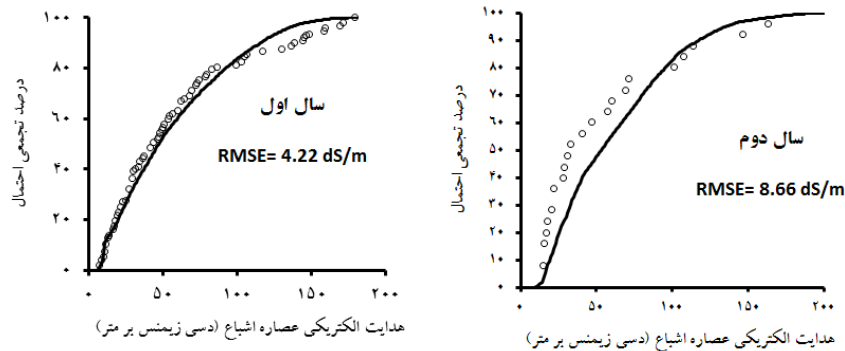 درصد تجمعی احتمال
۱۰۰
۸۰
۶۰
۴۰
۲۰
۰
سال اول
RMSE= 4.22 dS/m
۰ ۵۰ ۱۰۰ ۱۵۰ ۲۰۰
هدایت الکتریکی عصاره اشباع (دسی زیمنس بر متر)
درصد تجمعی احتمال
۱۰۰
۹۰
۸۰
۷۰
۶۰
۵۰
۴۰
۳۰
۲۰
۱۰
۰
سال دوم
RMSE= 8.66 dS/m
۰ ۵۰ ۱۰۰ ۱۵۰ ۲۰۰
هدایت الکتریکی عصاره اشباع (دسی زیمنس بر متر)